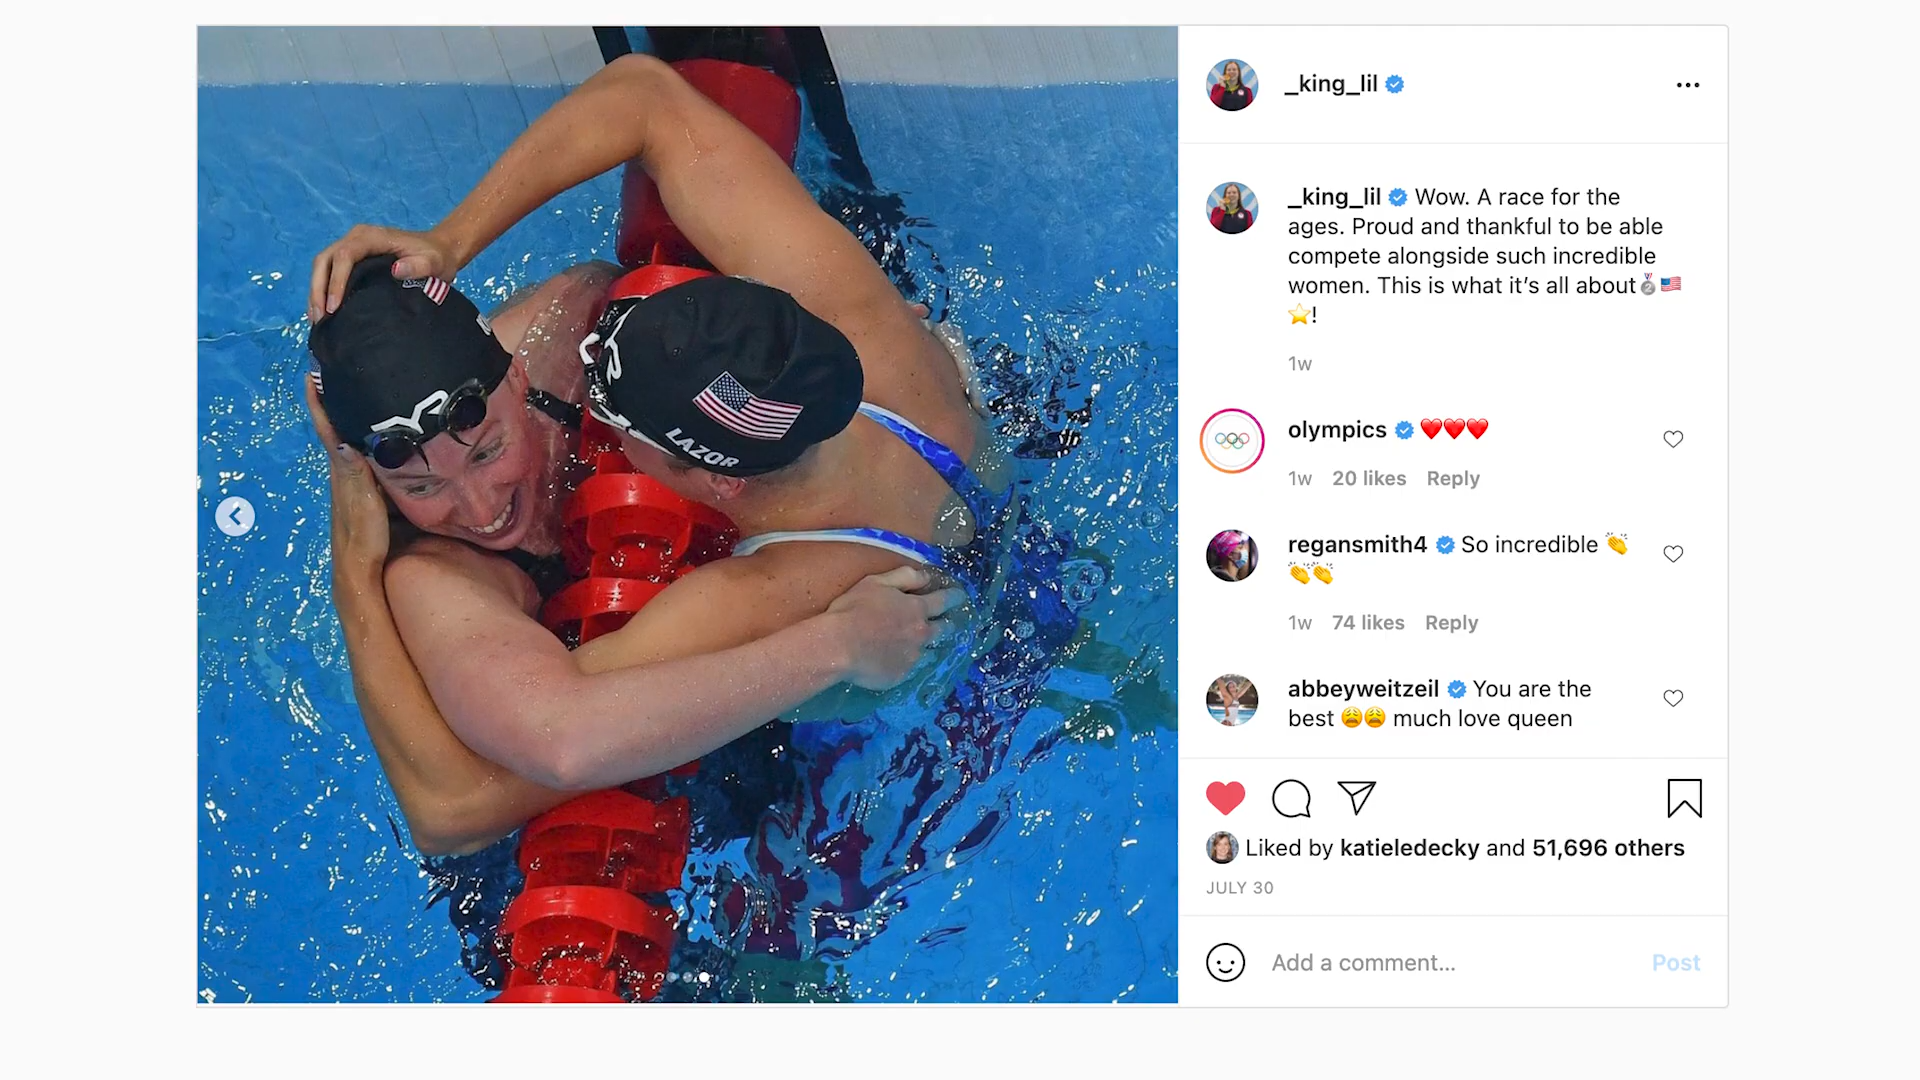 LAZOR
_king_lil
_king_lil Wow. A race for the
ages. Proud and thankful to be able
compete alongside such incredible
women. This is what it’s all about🥈🇺🇸
⭐!
1w
olympics ❤️❤️❤️
1w 20 likes Reply
regansmith4 So incredible 👏
👏👏
1w 74 likes Reply
abbeyweitzeil You are the
best 😩😩 much love queen
Liked by katieledecky and 51,696 others
JULY 30
Add a comment... Post